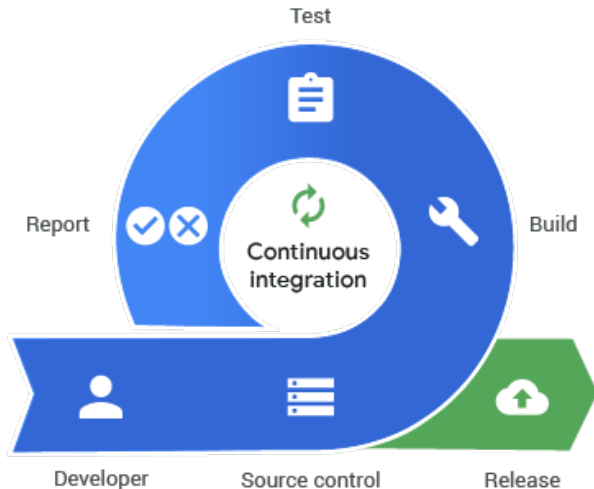 Test
Report
Build
Continuous
integration
Developer
Source control
Release